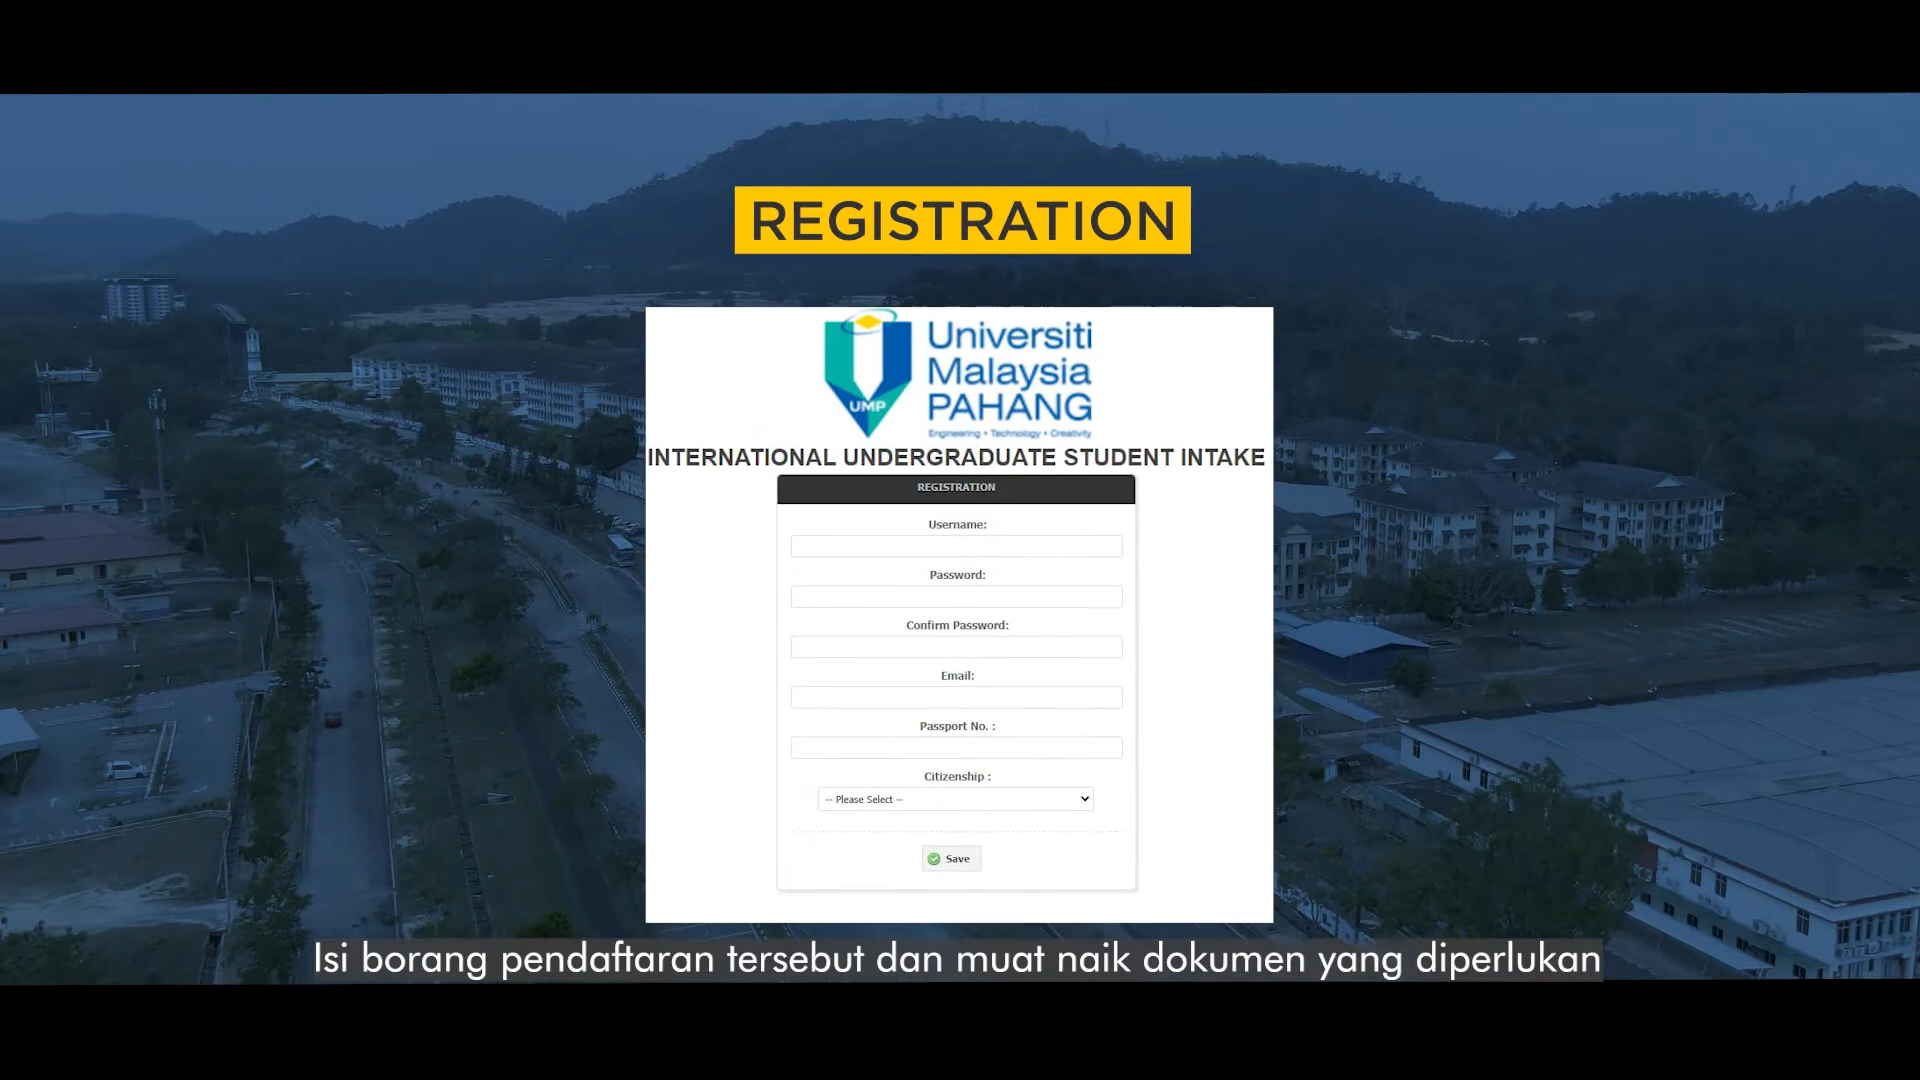 REGISTRATION
Universiti
Malaysia
PAHANG
UMP
Engineering • Technology • Creativity
INTERNATIONAL UNDERGRADUATE STUDENT INTAKE
REGISTRATION
Username:
Password:
Confirm Password:
Email:
Passport No. :
Citizenship :
-- Please Select --
Save
Isi borang pendaftaran tersebut dan muat naik dokumen yang diperlukan